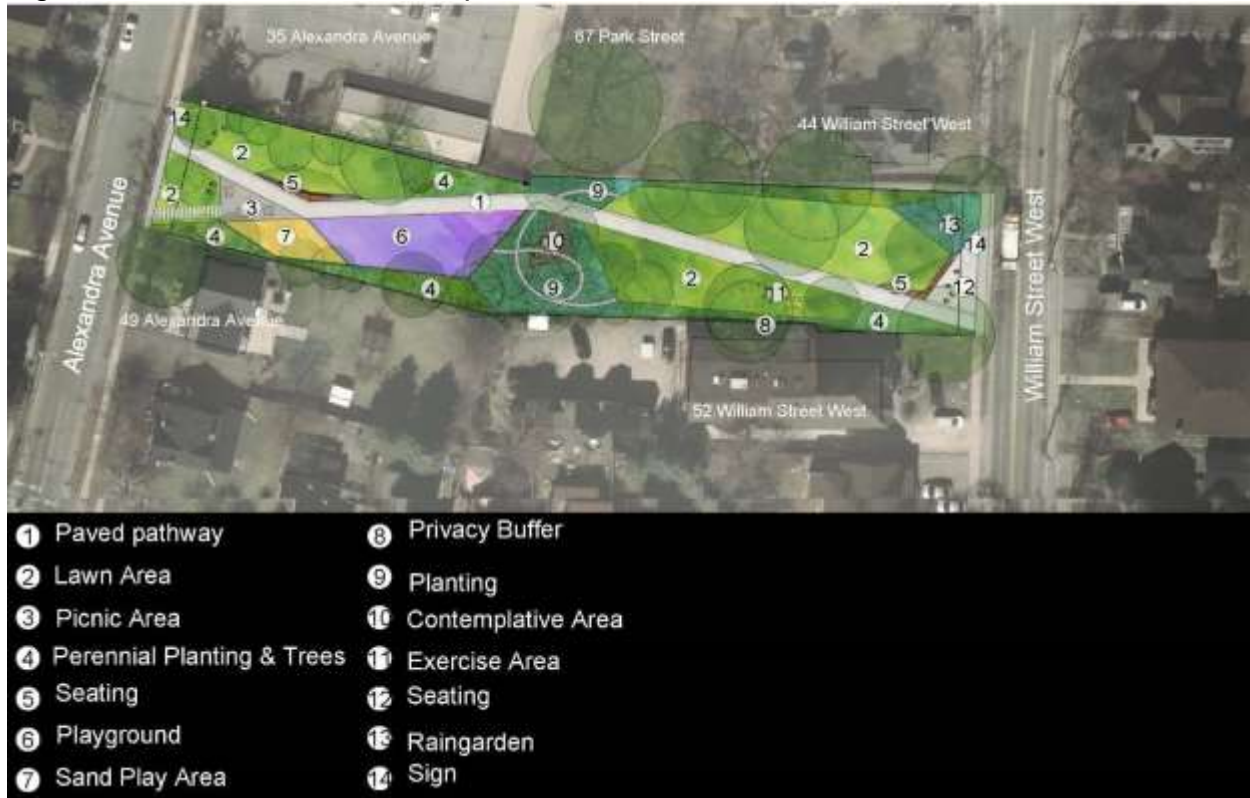 35 Alexandra Avenue
67 Park Street
44 William Street West
14
2
5
4
1
9
2
3
4
7
6
10
13
14
2
2
5
12
11
8
4
4
9
49 Alexandra Avenue
52 William Street West
Alexandra Avenue
William Street West
1 Paved pathway
2 Lawn Area
3 Picnic Area
4 Perennial Planting & Trees
5 Seating
6 Playground
7 Sand Play Area
8 Privacy Buffer
9 Planting
10 Contemplative Area
11 Exercise Area
12 Seating
13 Raingarden
14 Sign